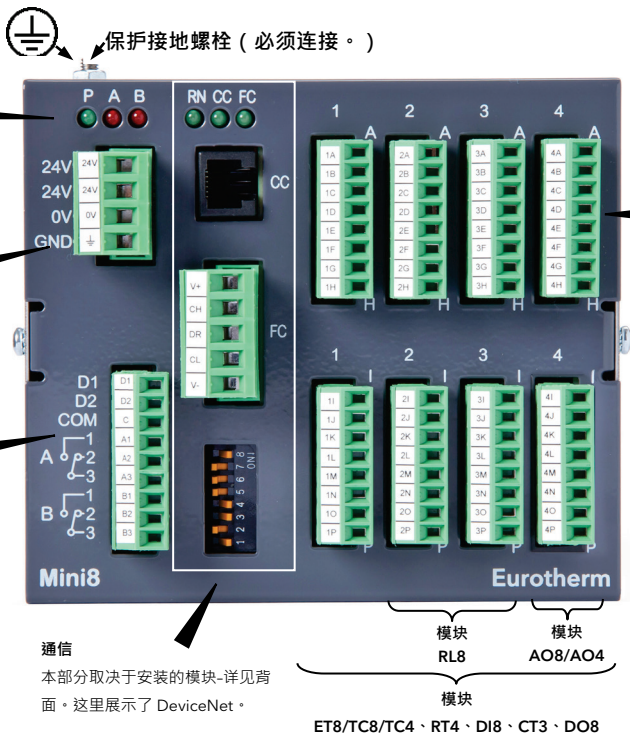 保护接地螺栓（必须连接。）
P A B
RN CC FC
1 2 3 4
A A A A
24V
24V
0V
GND
24V
24V
0V
CC
1A
1B
1C
1D
1E
1F
1G
1H
2A
2B
2C
2D
2E
2F
2G
2H
3A
3B
3C
3D
3E
3F
3G
3H
4A
4B
4C
4D
4E
4F
4G
4H
H H H H
V+
CH
DR
CL
V-
FC
1 2 3 4
I I I I
D1
D2
COM
A
1
2
3
B
1
2
3
D1
D2
C
A1
A2
A3
B1
B2
B3
ON
1 2 3 4 5 6 7 8
1I
1J
1K
1L
1M
1N
1O
1P
2I
2J
2K
2L
2M
2N
2O
2P
3I
3J
3K
3L
3M
3N
3O
3P
4I
4J
4K
4L
4M
4N
4O
4P
P P P P
Mini8
Eurotherm
通信
本部分取决于安装的模块–详见背
面。这里展示了 DeviceNet。
模块
RL8
模块
AO8/AO4
模块
ET8/TC8/TC4、RT4、DI8、CT3、DO8